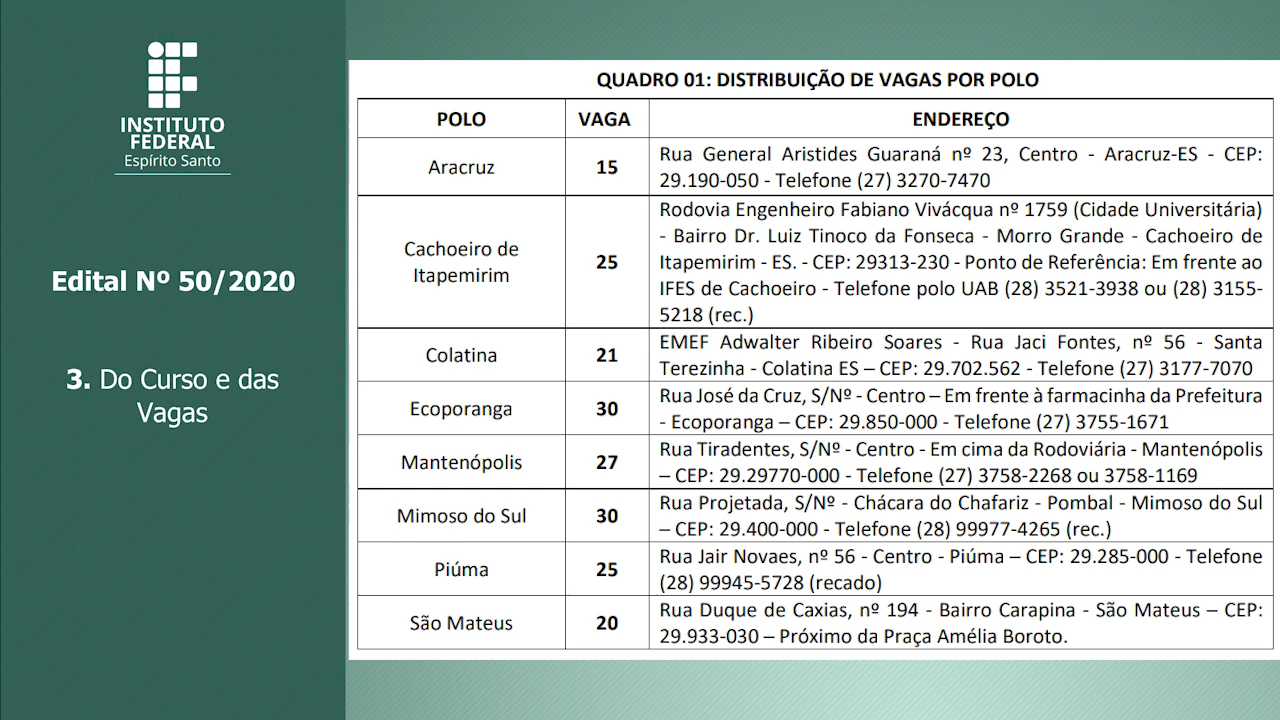 INSTITUTO
FEDERAL
Espírito Santo
Edital Nº 50/2020
3. Do Curso e das
Vagas
QUADRO 01: DISTRIBUIÇÃO DE VAGAS POR POLO
POLO VAGA ENDEREÇO
Aracruz 15 Rua General Aristides Guaraná nº 23, Centro - Aracruz-ES - CEP:
29.190-050 - Telefone (27) 3270-7470
Cachoeiro de
Itapemirim 25 Rodovia Engenheiro Fabiano Vivácqua nº 1759 (Cidade Universitária)
- Bairro Dr. Luiz Tinoco da Fonseca - Morro Grande - Cachoeiro de
Itapemirim - ES. - CEP: 29313-230 - Ponto de Referência: Em frente ao
IFES de Cachoeiro - Telefone polo UAB (28) 3521-3938 ou (28) 3155-
5218 (rec.)
Colatina 21 EMEF Adwalter Ribeiro Soares - Rua Jaci Fontes, nº 56 - Santa
Terezinha - Colatina ES – CEP: 29.702.562 - Telefone (27) 3177-7070
Ecoporanga 30 Rua José da Cruz, S/Nº - Centro – Em frente à farmacinha da Prefeitura
- Ecoporanga – CEP: 29.850-000 - Telefone (27) 3755-1671
Mantenópolis 27 Rua Tiradentes, S/Nº - Centro - Em cima da Rodoviária - Mantenópolis
– CEP: 29.29770-000 - Telefone (27) 3758-2268 ou 3758-1169
Mimoso do Sul 30 Rua Projetada, S/Nº - Chácara do Chafariz - Pombal - Mimoso do Sul
– CEP: 29.400-000 - Telefone (28) 99977-4265 (rec.)
Piúma 25 Rua Jair Novaes, nº 56 - Centro - Piúma – CEP: 29.285-000 - Telefone
(28) 99945-5728 (recado)
São Mateus 20 Rua Duque de Caxias, nº 194 - Bairro Carapina - São Mateus – CEP:
29.933-030 – Próximo da Praça Amélia Boroto.